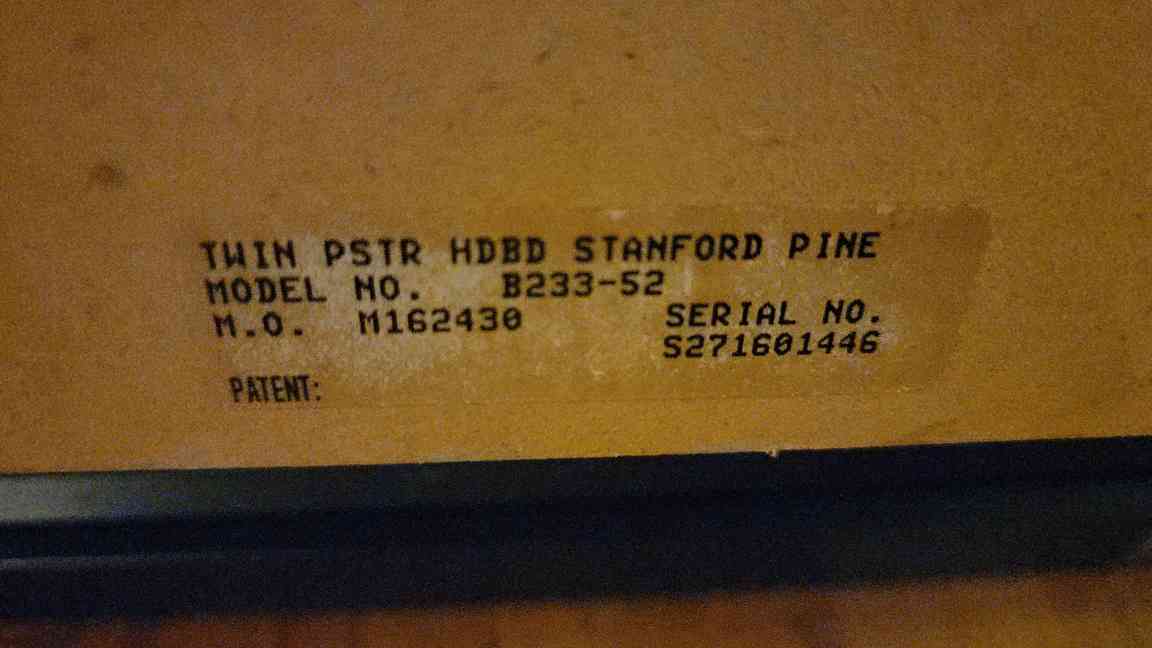 TWIN PSTR HDBD STANFORD PINE
MODEL NO. B233-52
M.O. M162430 SERIAL NO.
S271601446
PATENT: